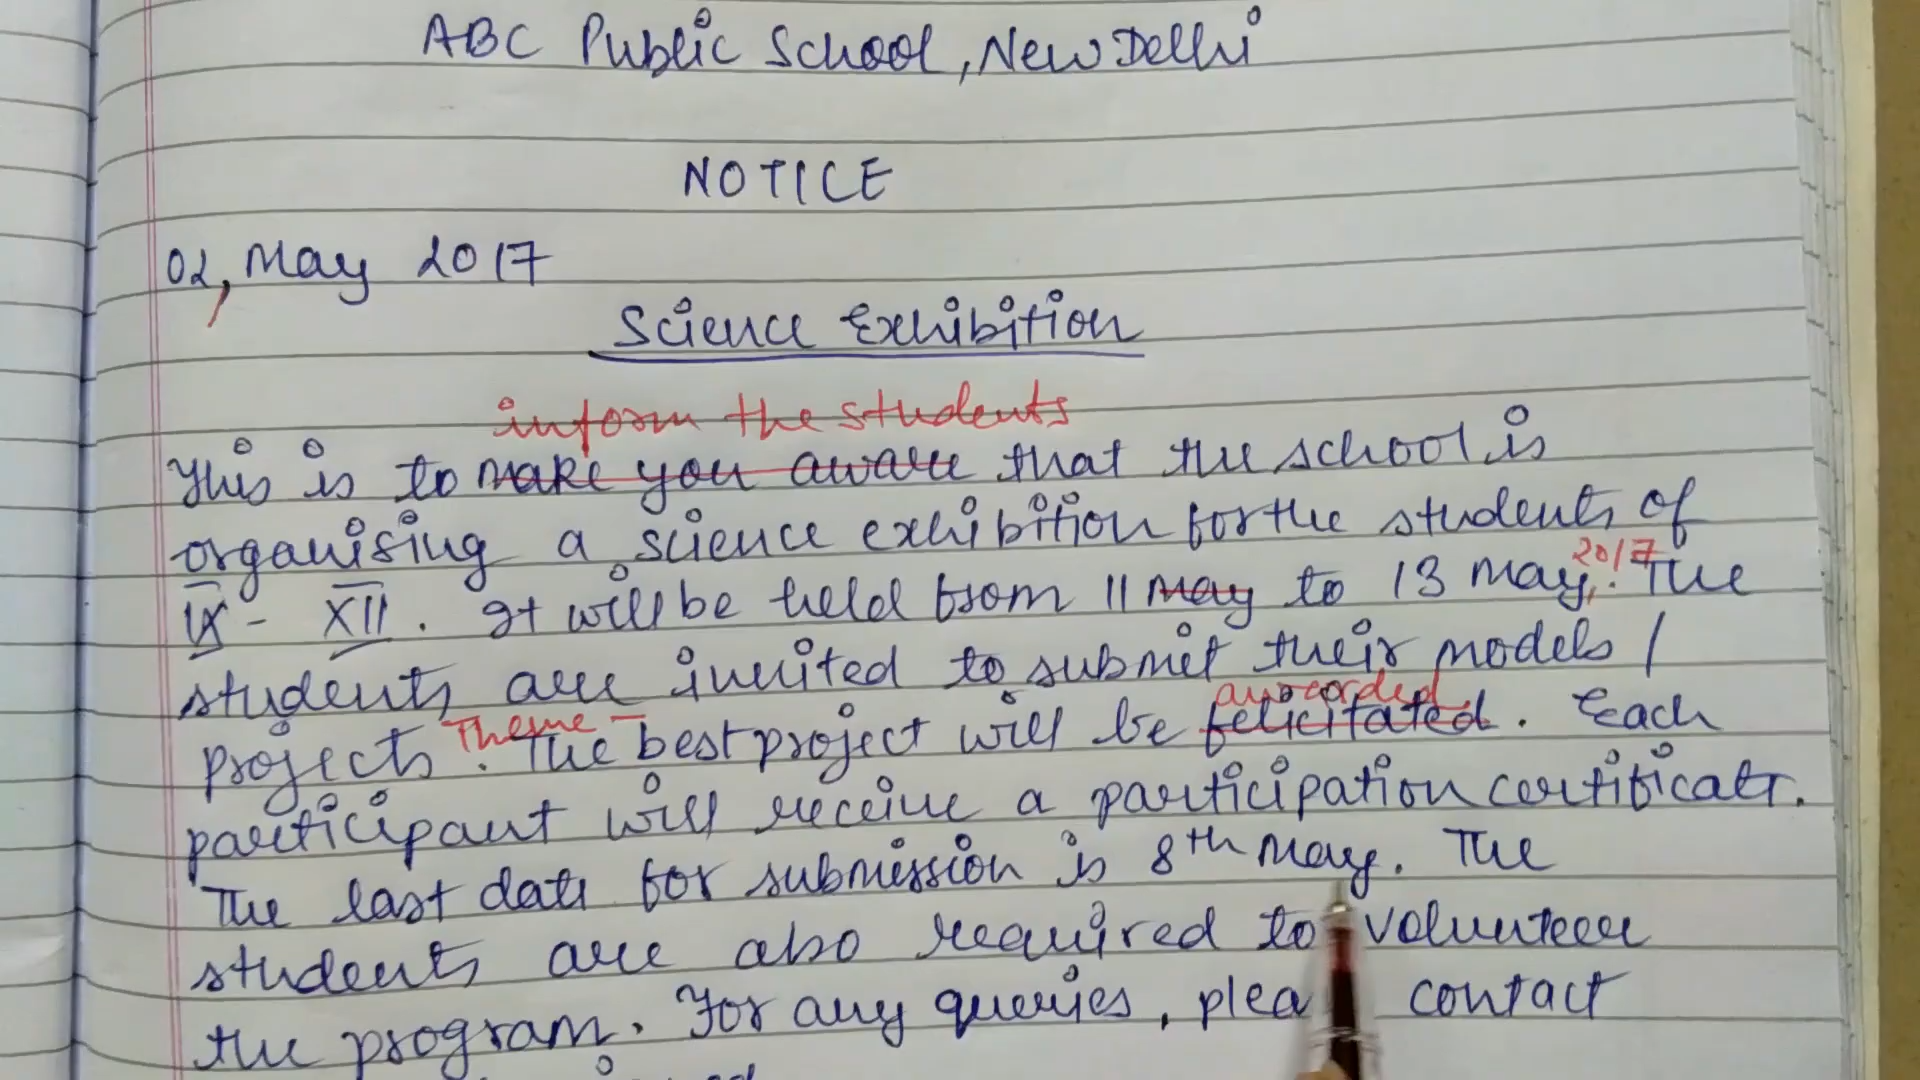 ABC Public School, New Delhi
NOTICE
02, May 2017
Science Exhibition
inform the students
This is to make you aware that the school is
organising a science exhibition for the students of
2017
IX - XII. It will be held from 11 May to 13 May,. The
students are invited to submit their models /
awarded
projects. Theme - The best project will be felicitated. Each
participant will receive a participation certificate.
The last date for submission is 8th May. The
students are also required to volunteer
the program. For any queries, contact